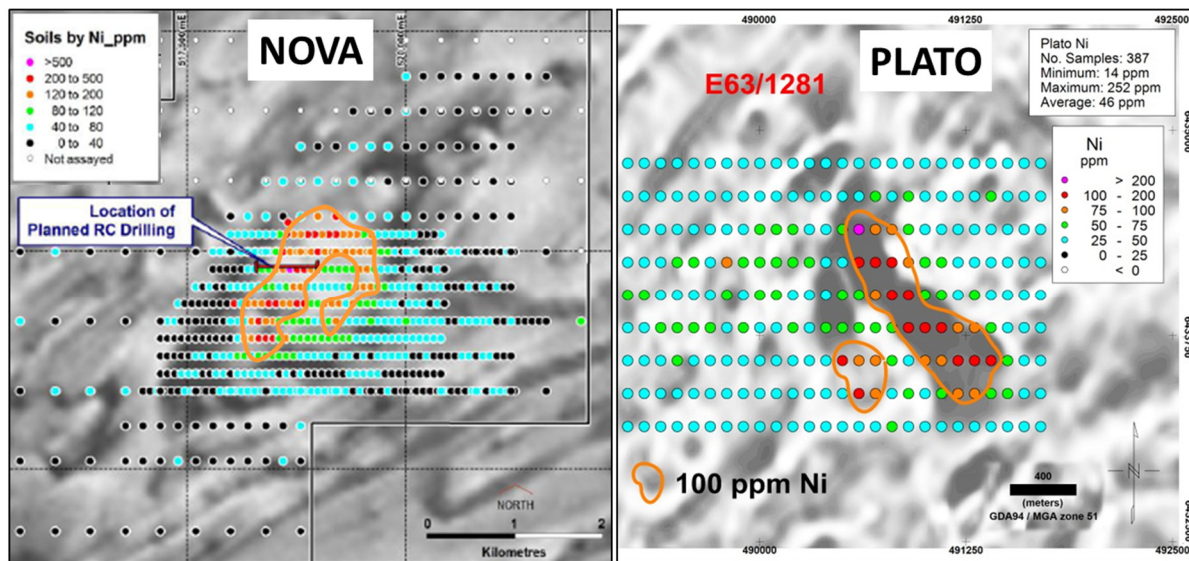 Soils by Ni_ppm
>500
200 to 500
120 to 200
80 to 120
40 to 80
0 to 40
Not assayed
NOVA
Location of
Planned RC Drilling
NORTH
0 1 2
Kilometres
490000 491250 492500
E63/1281
PLATO
Plato Ni
No. Samples: 387
Minimum: 14 ppm
Maximum: 252 ppm
Average: 46 ppm
Ni
ppm
> 200
100 - 200
75 - 100
50 - 75
25 - 50
0 - 25
< 0
100 ppm Ni
400
(meters)
GDA94 / MGA zone 51
N
490000 491250